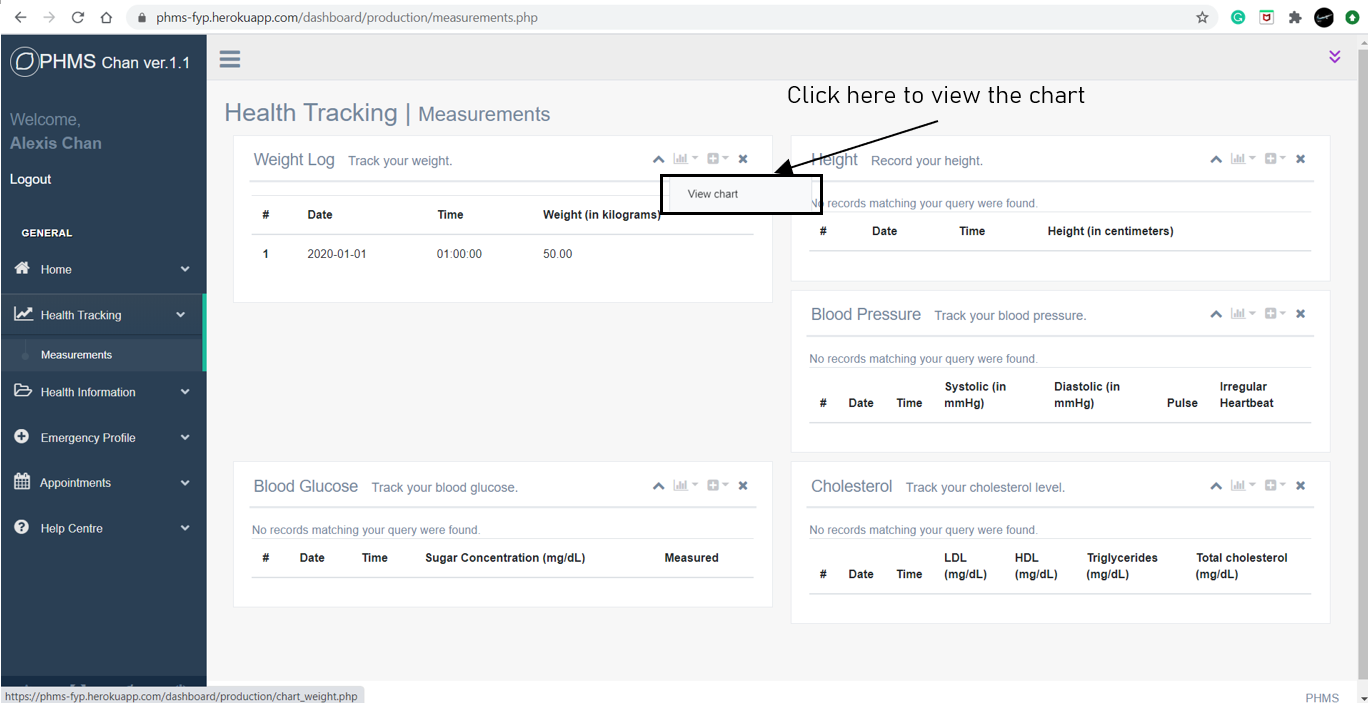 phms-fyp.herokuapp.com/dashboard/production/measurements.php
PHMS Chan ver.1.1
Welcome,
Alexis Chan
Logout
GENERAL
Home
Health Tracking
Measurements
Health Information
Emergency Profile
Appointments
Help Centre
Click here to view the chart
Health Tracking | Measurements
Weight Log Track your weight.
View chart
# Date Time Weight (in kilograms)
1 2020-01-01 01:00:00 50.00
Height Record your height.
No records matching your query were found.
# Date Time Height (in centimeters)
Blood Pressure Track your blood pressure.
No records matching your query were found.
# Date Time Systolic (in mmHg) Diastolic (in mmHg) Pulse Irregular Heartbeat
Blood Glucose Track your blood glucose.
No records matching your query were found.
# Date Time Sugar Concentration (mg/dL) Measured
Cholesterol Track your cholesterol level.
No records matching your query were found.
# Date Time LDL (mg/dL) HDL (mg/dL) Triglycerides (mg/dL) Total cholesterol (mg/dL)
https://phms-fyp.herokuapp.com/dashboard/production/chart_weight.php
PHMS